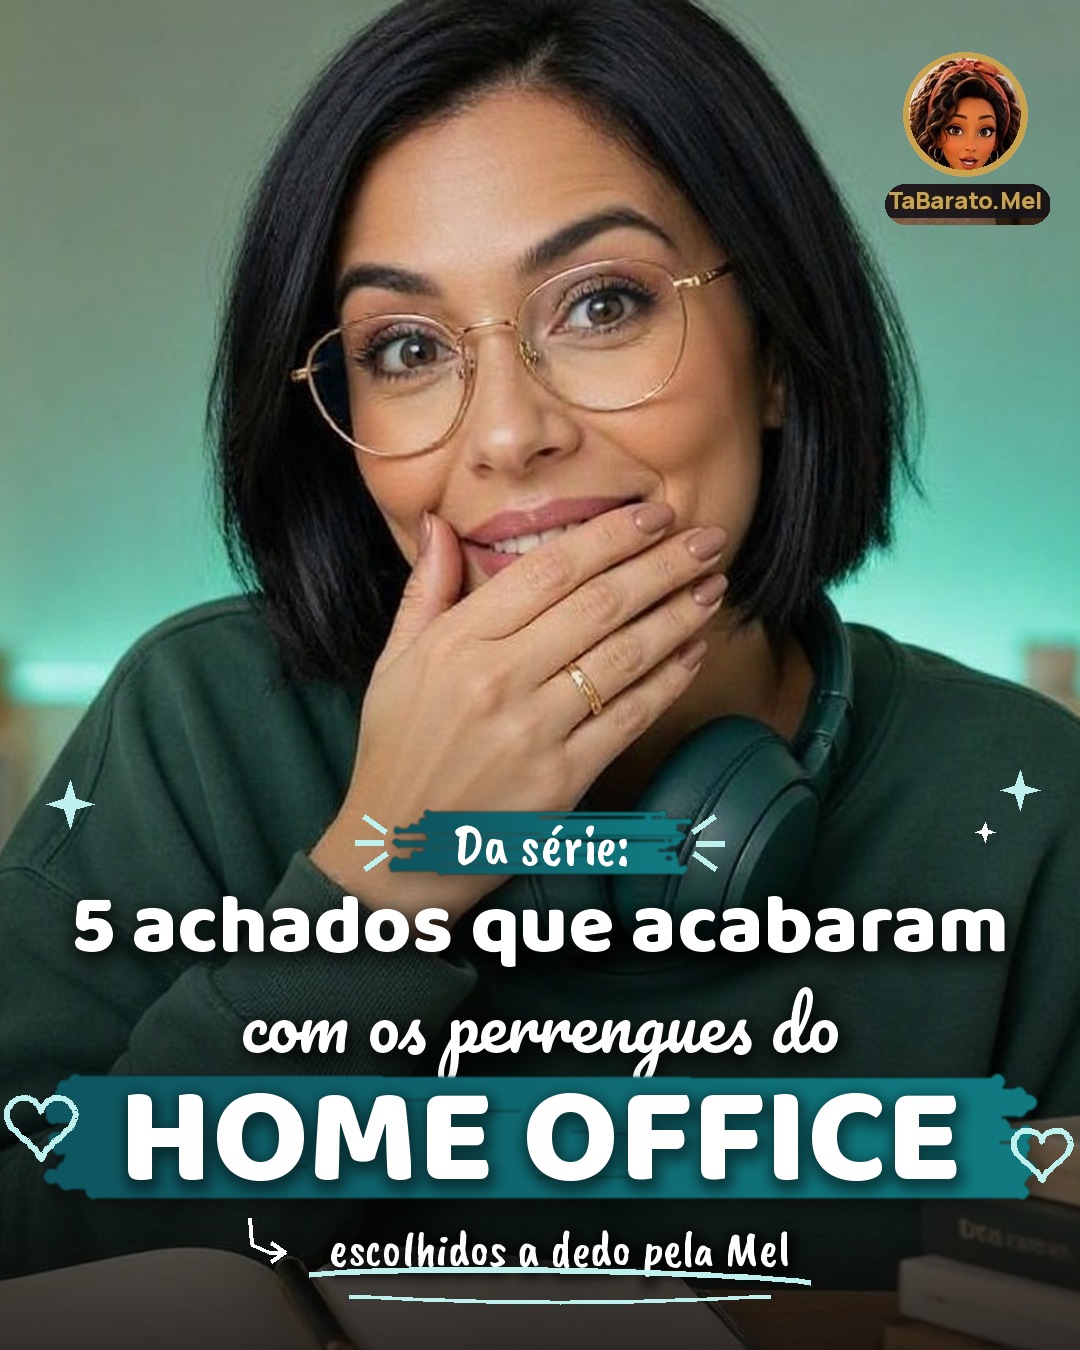 TaBarato.Mel
Da série:
5 achados que acabaram
com os perrengues do
HOME OFFICE
escolhidos a dedo pela Mel